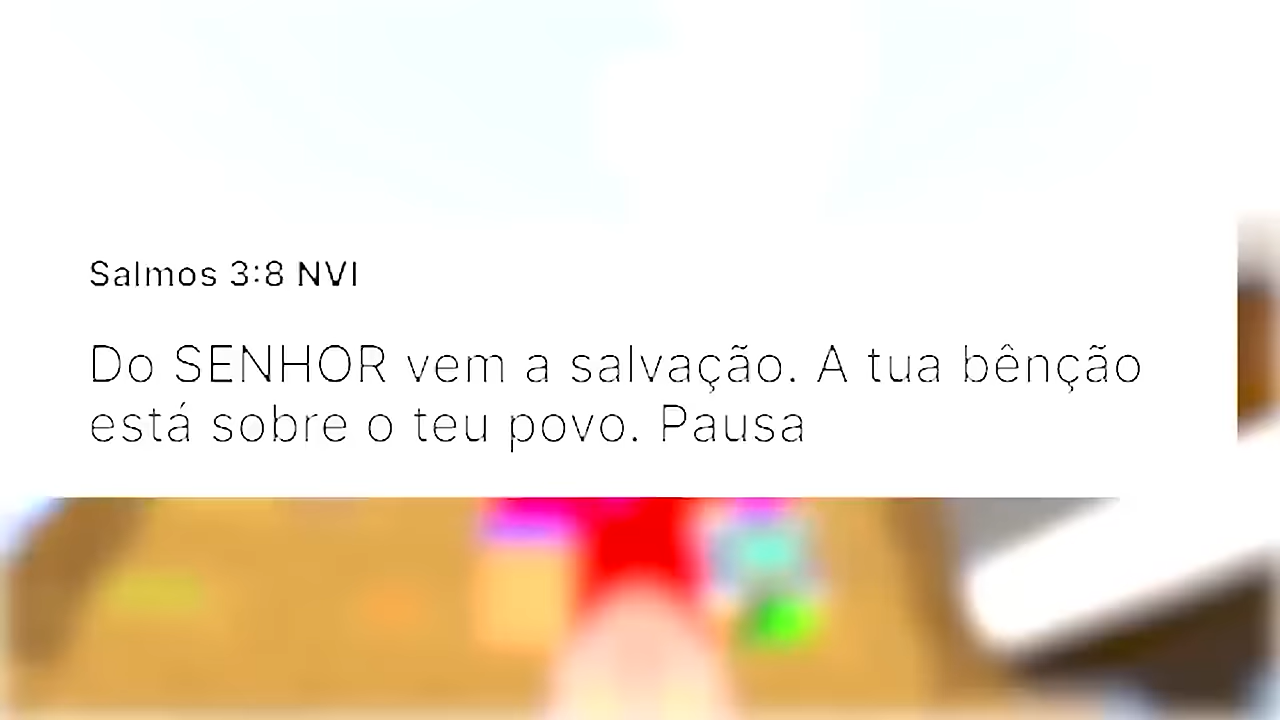 Salmos 3:8 NVI
Do SENHOR vem a salvação. A tua bênção
está sobre o teu povo. Pausa